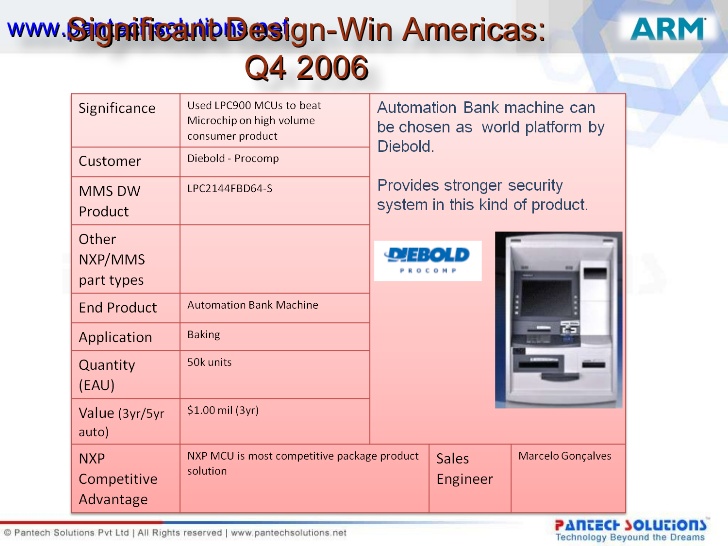 www.pantechsolutions.net
Significant Design-Win Americas:
Q4 2006
ARM
Significance
Used LPC900 MCUs to beat
Microchip on high volume
consumer product
Customer
Diebold - Procomp
MMS DW
Product
LPC2144FBD64-S
Other
NXP/MMS
part types
End Product
Automation Bank Machine
Application
Baking
Quantity
(EAU)
50k units
Value (3yr/5yr
auto)
$1.00 mil (3yr)
Automation Bank machine can
be chosen as world platform by
Diebold.
Provides stronger security
system in this kind of product.
DIEBOLD
PROCOMP
25
NXP
Competitive
Advantage
NXP MCU is most competitive package product
solution
Sales
Engineer
Marcelo Gonçalves
© Pantech Solutions Pvt Ltd | All Rights reserved | www.pantechsolutions.net
PANTECH SOLUTIONS
Technology Beyound the Dreams